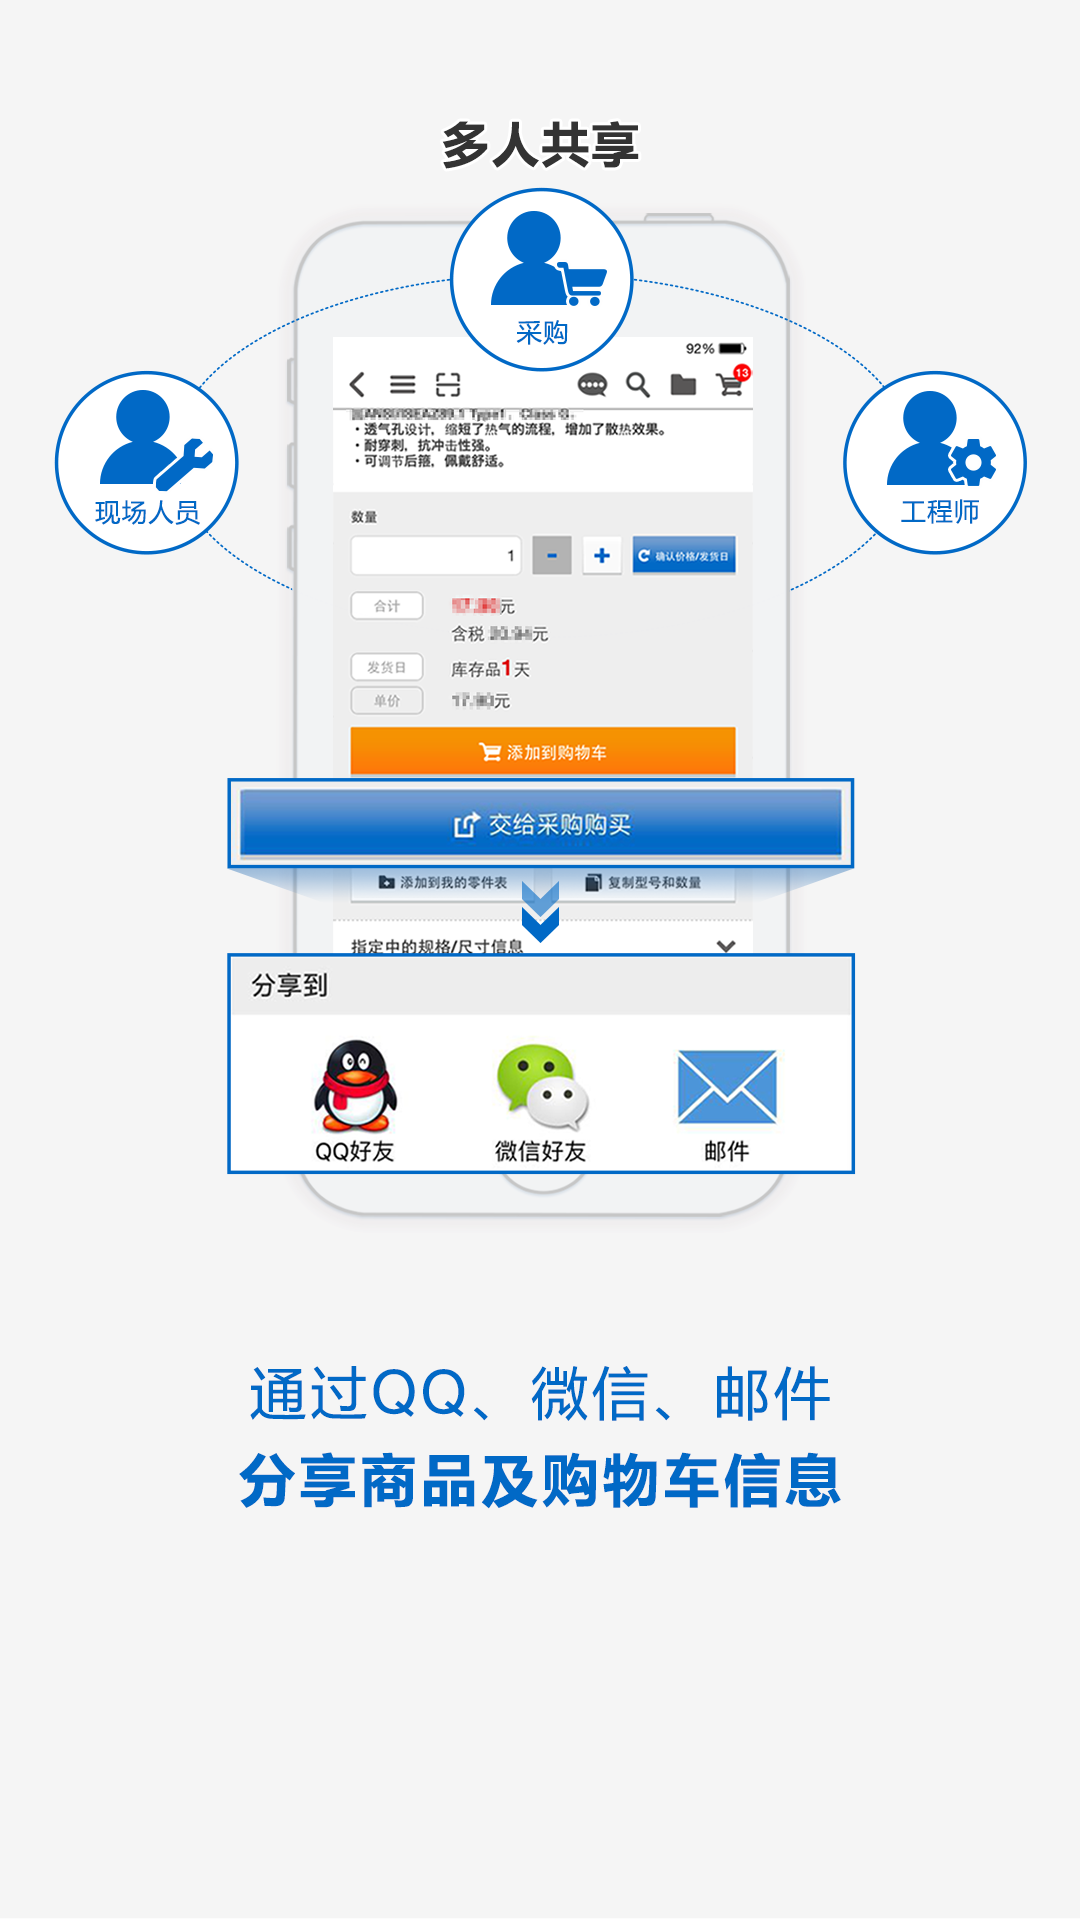 多人共享
采购
92%
13
现场人员
工程师
·透气孔设计，缩短了热气的流程，增加了散热效果。
·耐穿刺，抗冲击性强。
·可调节后箍，佩戴舒适。
数量
1
-
+
确认价格/发货日
合计
元
含税
元
发货日
库存品1天
单价
元
添加到购物车
交给采购购买
添加到我的零件表
复制型号和数量
指定中的规格/尺寸信息
分享到
QQ好友
微信好友
邮件
通过QQ、微信、邮件
分享商品及购物车信息